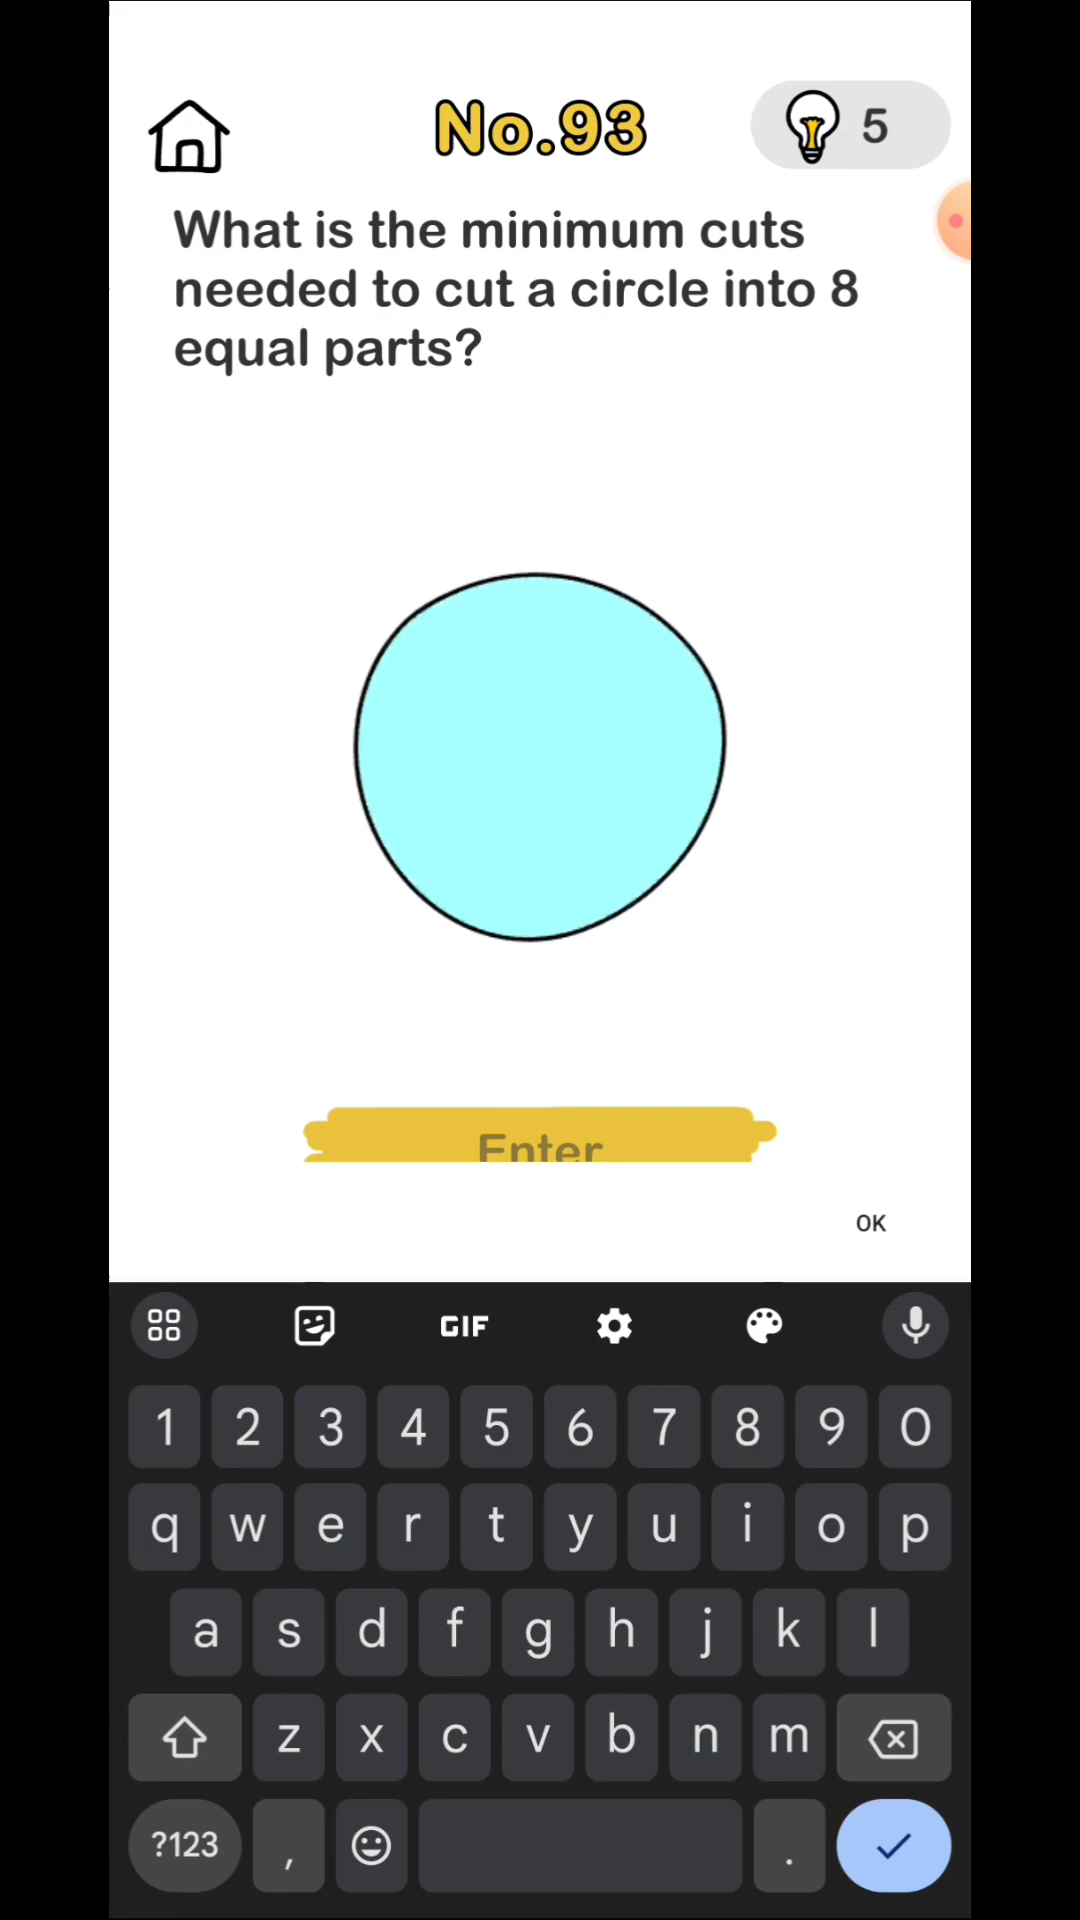 No.93
5
What is the minimum cuts
needed to cut a circle into 8
equal parts?
Enter
OK
GIF
1 2 3 4 5 6 7 8 9 0
q w e r t y u i o p
a s d f g h j k l
z x c v b n m
?123 , .